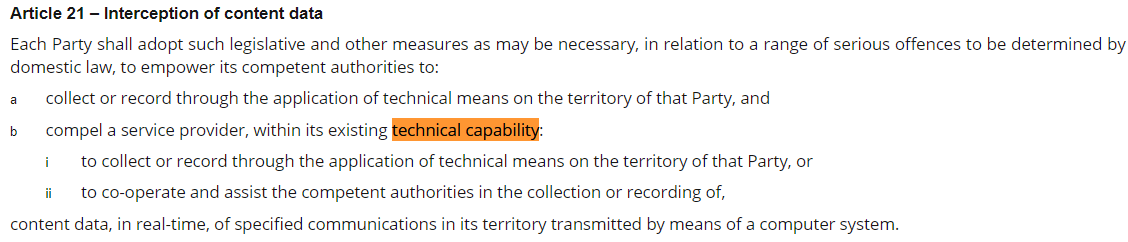 Article 21 – Interception of content data
Each Party shall adopt such legislative and other measures as may be necessary, in relation to a range of serious offences to be determined by
domestic law, to empower its competent authorities to:
a collect or record through the application of technical means on the territory of that Party, and
b compel a service provider, within its existing technical capability:
i to collect or record through the application of technical means on the territory of that Party, or
ii to co-operate and assist the competent authorities in the collection or recording of,
content data, in real-time, of specified communications in its territory transmitted by means of a computer system.